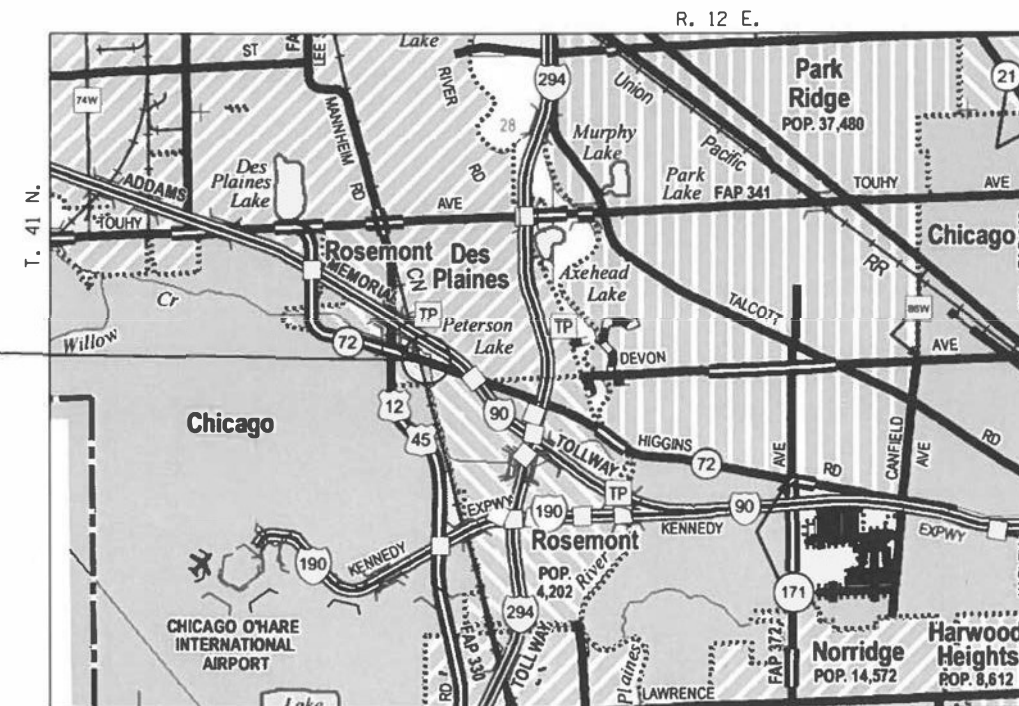 R. 12 E.
T. 41 N.
ST
FA
LEE S
Lake
RIVER
RD
294
28
Union
Pacific
RR
Park
Ridge
POP. 37,480
21
74W
MANNHEIM
RD
Murphy
Lake
Des
Plaines
Lake
Park
Lake
FAP 341
TOUHY
AVE
ADDAMS
TOUHY
AVE
MEMORIAL
Rosemont
Des
Plaines
CN
Chicago
Axehead
Lake
Cr
Willow
TP
Peterson
Lake
TP
TALCOTT
RD
86W
72
DEVON
AVE
Chicago
12
45
90
TOLLWAY
HIGGINS
72
RD
AVE
CANFIELD
AVE
TP
EXPWY
190
KENNEDY
90
EXPWY
Rosemont
KENNEDY
190
POP.
4,202
River
Plaines
171
294
TOLLWAY
CHICAGO O'HARE
INTERNATIONAL
AIRPORT
FAP 330
RD
FAP 372
Norridge
POP. 14,572
Harwood
Heights
POP. 8,612
LAWRENCE
Lake